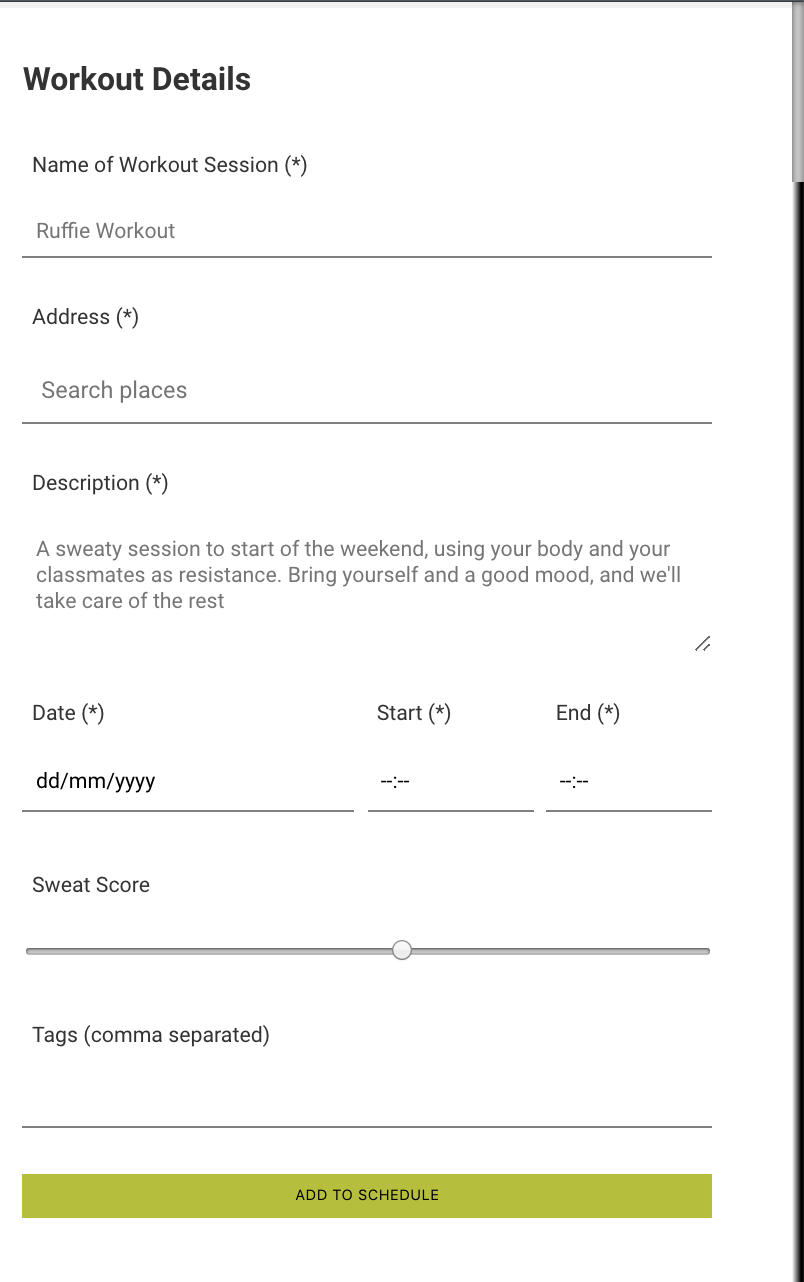 Workout Details
Name of Workout Session (*)
Ruffie Workout
Address (*)
Search places
Description (*)
A sweaty session to start of the weekend, using your body and your
classmates as resistance. Bring yourself and a good mood, and we'll
take care of the rest
Date (*) Start (*) End (*)
dd/mm/yyyy --:-- --:--
Sweat Score
Tags (comma separated)
ADD TO SCHEDULE